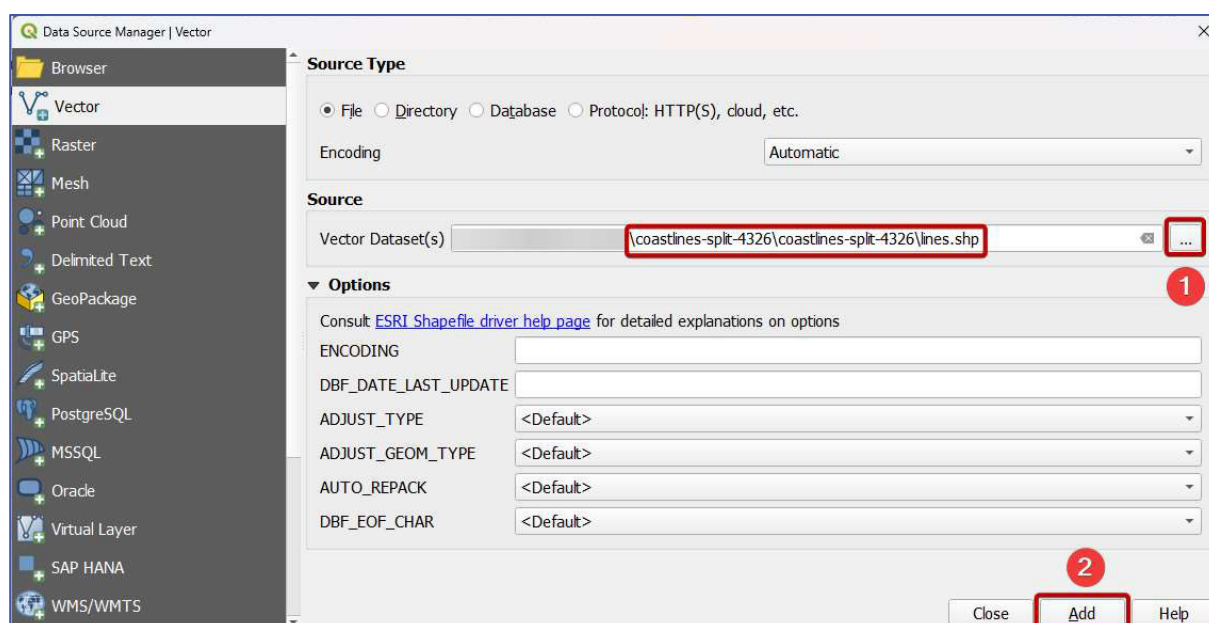 Data Source Manager | Vector
Browser
Vector
Raster
Mesh
Point Cloud
Delimited Text
GeoPackage
GPS
SpatiaLite
PostgreSQL
MSSQL
Oracle
Virtual Layer
SAP HANA
WMS/WMTS
Source Type
File Directory Database Protocol: HTTP(S), cloud, etc.
Encoding Automatic
Source
Vector Dataset(s) \coastlines-split-4326\coastlines-split-4326\lines.shp ...
1
Options
Consult ESRI Shapefile driver help page for detailed explanations on options
ENCODING
DBF_DATE_LAST_UPDATE
ADJUST_TYPE <Default>
ADJUST_GEOM_TYPE <Default>
AUTO_REPACK <Default>
DBF_EOF_CHAR <Default>
2
Close Add Help